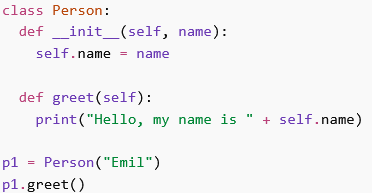 class Person:
  def __init__(self, name):
    self.name = name

  def greet(self):
    print("Hello, my name is " + self.name)

p1 = Person("Emil")
p1.greet()